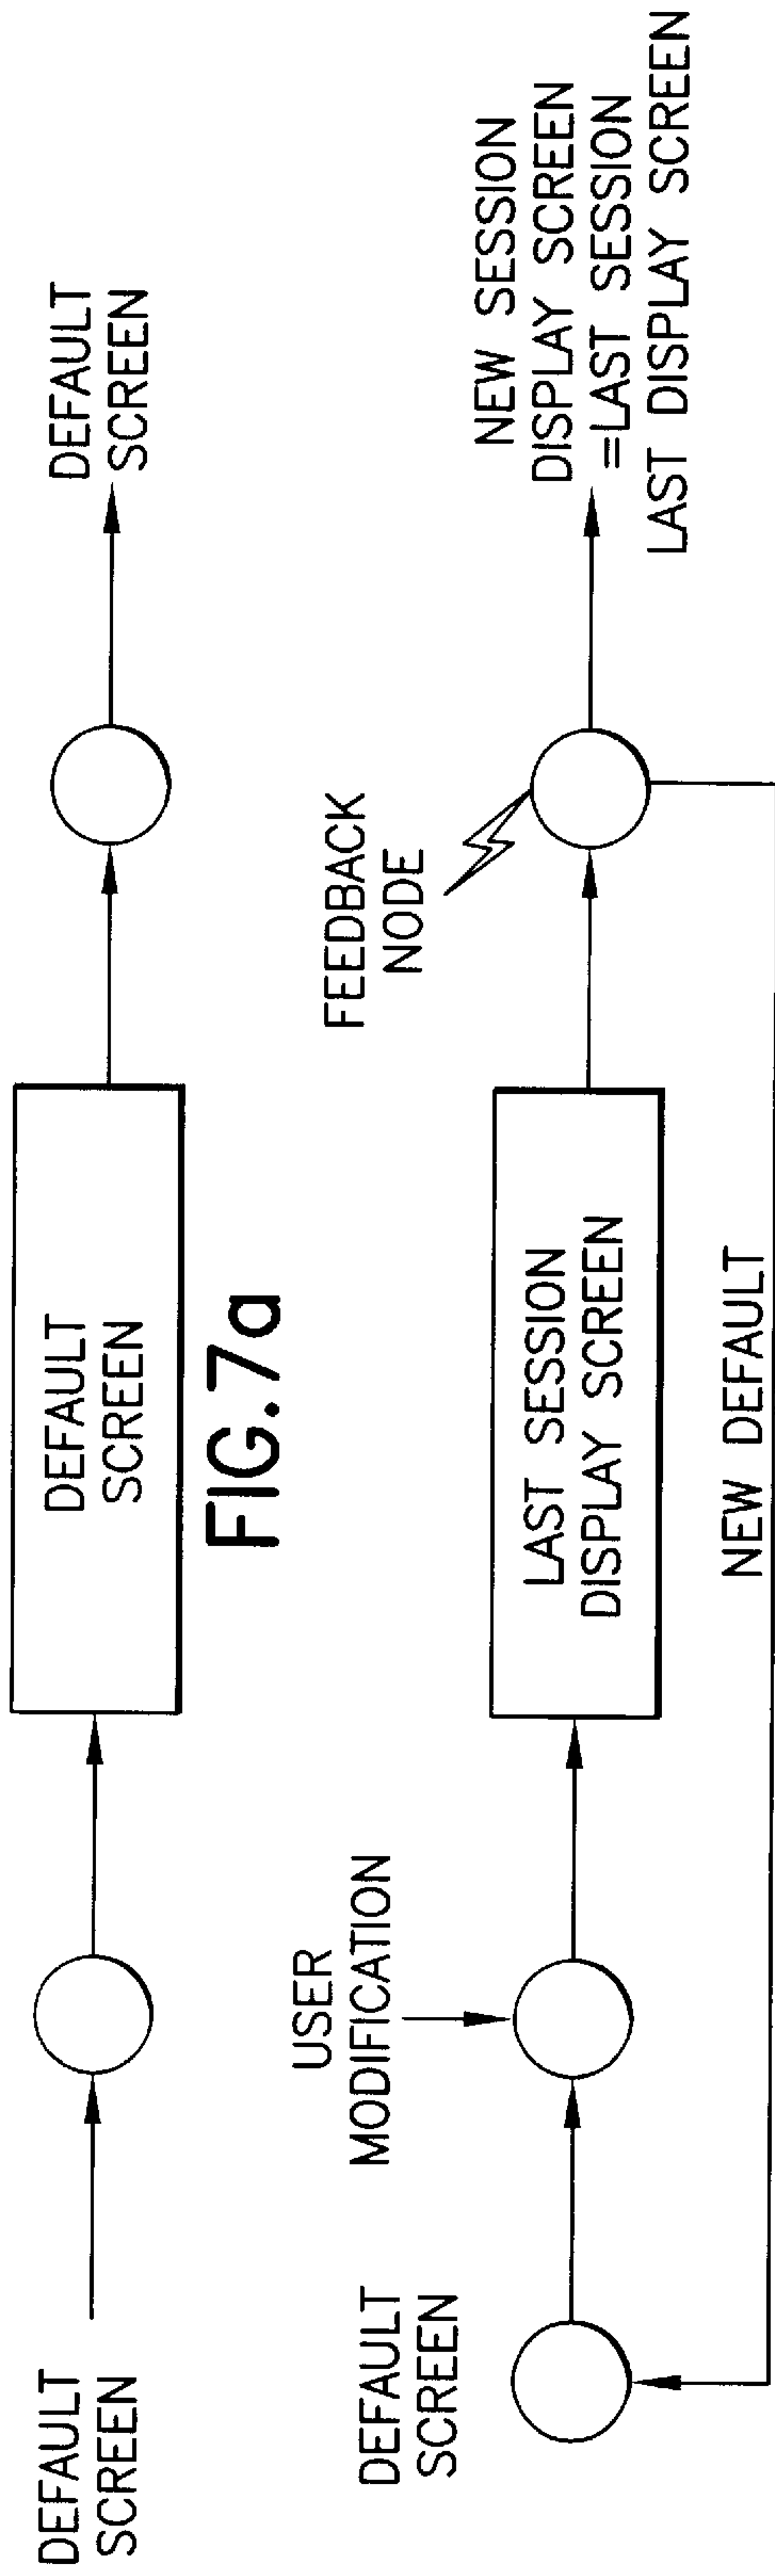 DEFAULT
SCREEN
DEFAULT
SCREEN
DEFAULT
SCREEN
FIG.7a
DEFAULT
SCREEN
USER
MODIFICATION
LAST SESSION
DISPLAY SCREEN
FEEDBACK
NODE
NEW SESSION
DISPLAY SCREEN
=LAST SESSION
LAST DISPLAY SCREEN
NEW DEFAULT